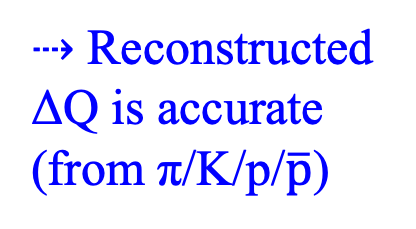 ⇢ Reconstructed
ΔQ is accurate
(from π/K/p/p̅)